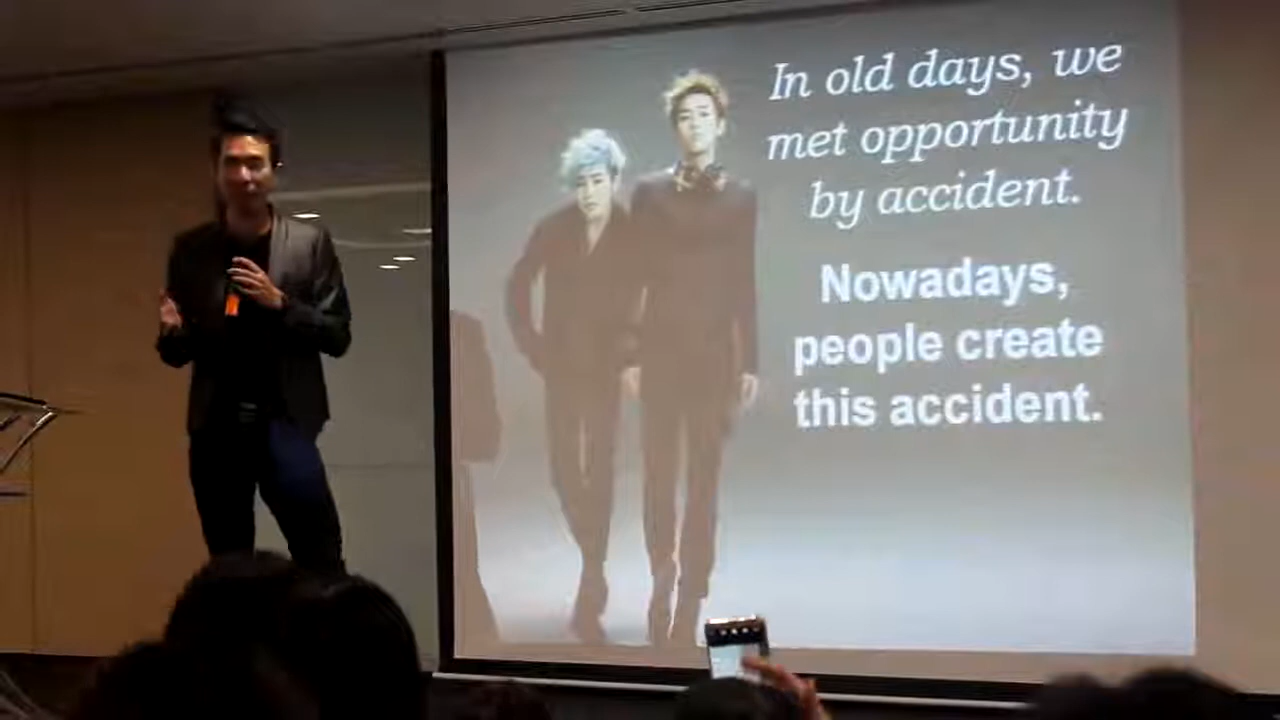 In old days, we
met opportunity
by accident.
Nowadays,
people create
this accident.